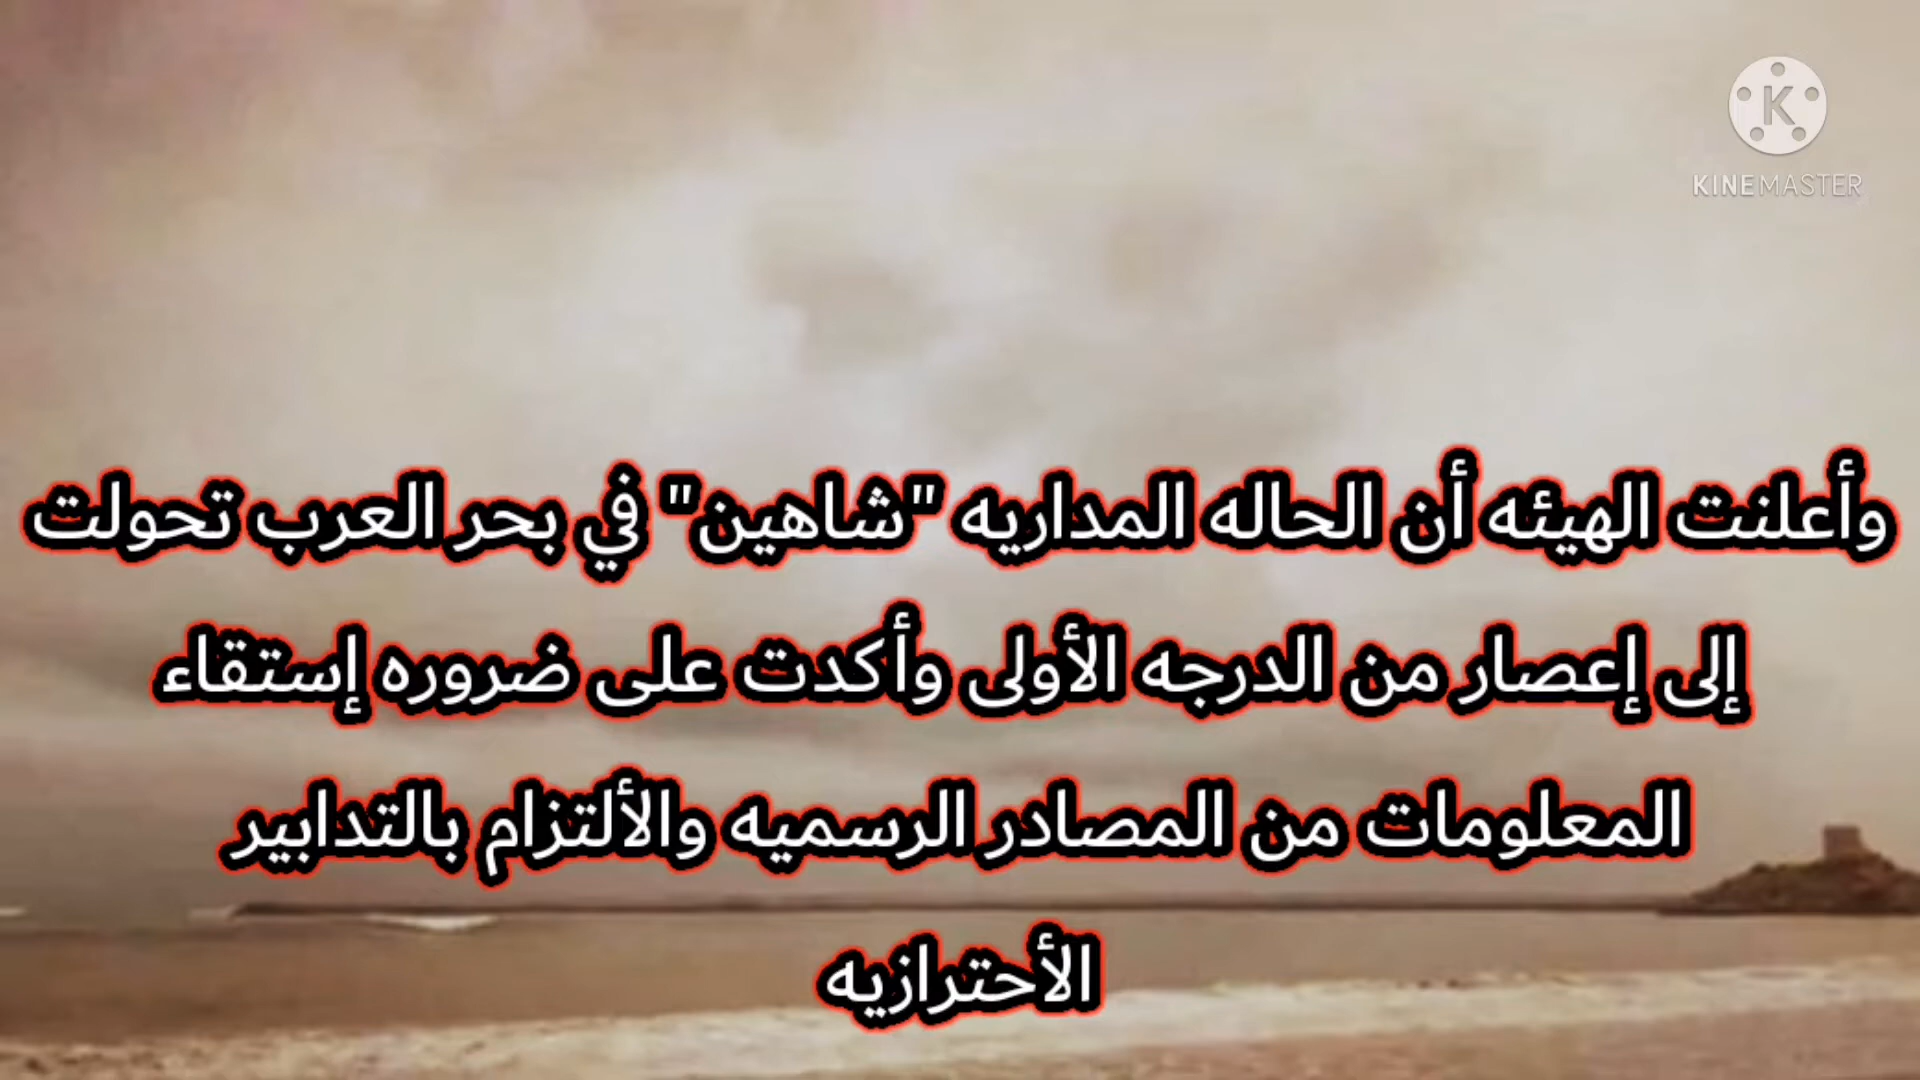 K
KINEMASTER
وأعلنت الهيئه أن الحاله المداريه "شاهين" في بحر العرب تحولت
إلى إعصار من الدرجه الأولى وأكدت على ضروره إستقاء
المعلومات من المصادر الرسميه والألتزام بالتدابير
الأحترازيه